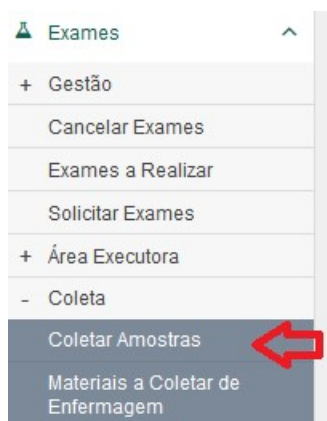 Exames
+ Gestão
Cancelar Exames
Exames a Realizar
Solicitar Exames
+ Área Executora
- Coleta
Coletar Amostras
Materiais a Coletar de
Enfermagem